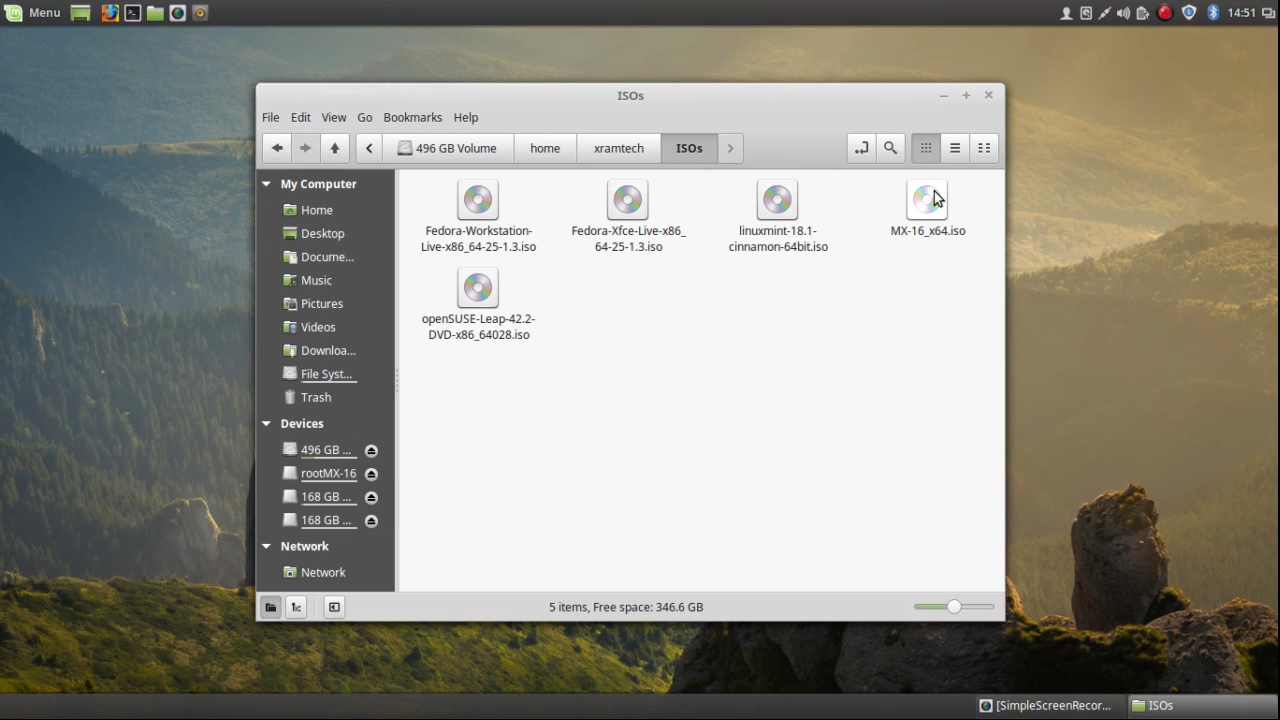 Menu
14:51
ISOs
File Edit View Go Bookmarks Help
496 GB Volume home xramtech ISOs
My Computer
Home
Desktop
Docume...
Music
Pictures
Videos
Downloa...
File Syst...
Trash
Devices
496 GB ...
rootMX-16
168 GB ...
168 GB ...
Network
Network
Fedora-Workstation-
Live-x86_64-25-1.3.iso
Fedora-Xfce-Live-x86_
64-25-1.3.iso
linuxmint-18.1-
cinnamon-64bit.iso
MX-16_x64.iso
openSUSE-Leap-42.2-
DVD-x86_64028.iso
5 items, Free space: 346.6 GB
[SimpleScreenRecor...
ISOs